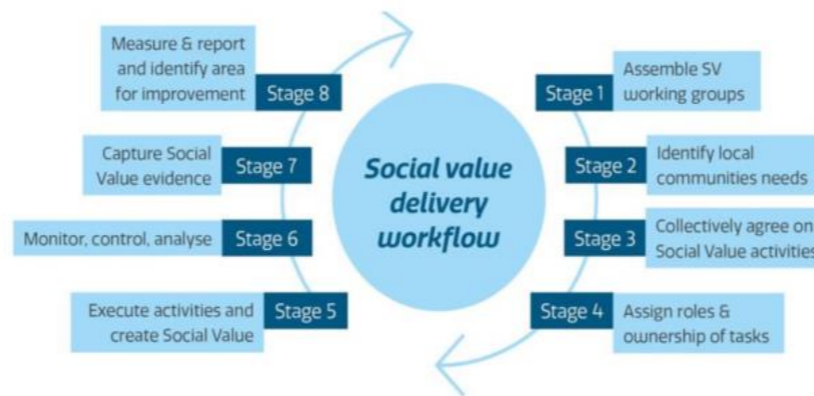 Social value
delivery
workflow
Stage 1
Assemble SV
working groups
Stage 2
Identify local
communities needs
Stage 3
Collectively agree on
Social Value activities
Stage 4
Assign roles &
ownership of tasks
Stage 5
Execute activities and
create Social Value
Stage 6
Monitor, control, analyse
Stage 7
Capture Social
Value evidence
Stage 8
Measure & report
and identify area
for improvement